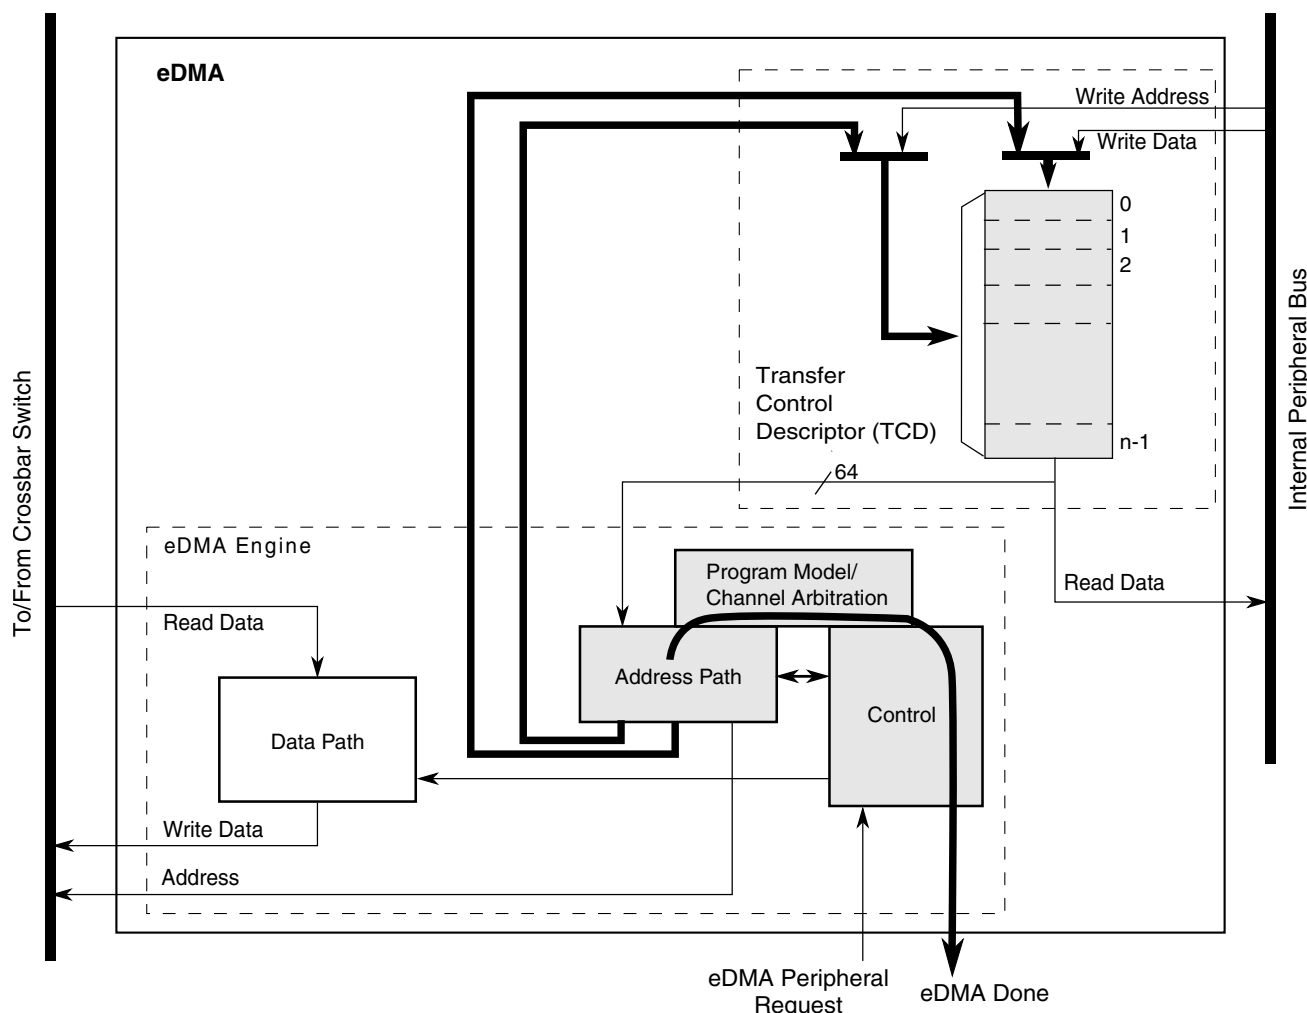 eDMA
Write Address
Write Data
0
1
2
n-1
Transfer
Control
Descriptor (TCD)
64
To/From Crossbar Switch
Internal Peripheral Bus
eDMA Engine
Program Model/
Channel Arbitration
Read Data
Read Data
Address Path
Control
Data Path
Write Data
Address
eDMA Peripheral
Request
eDMA Done